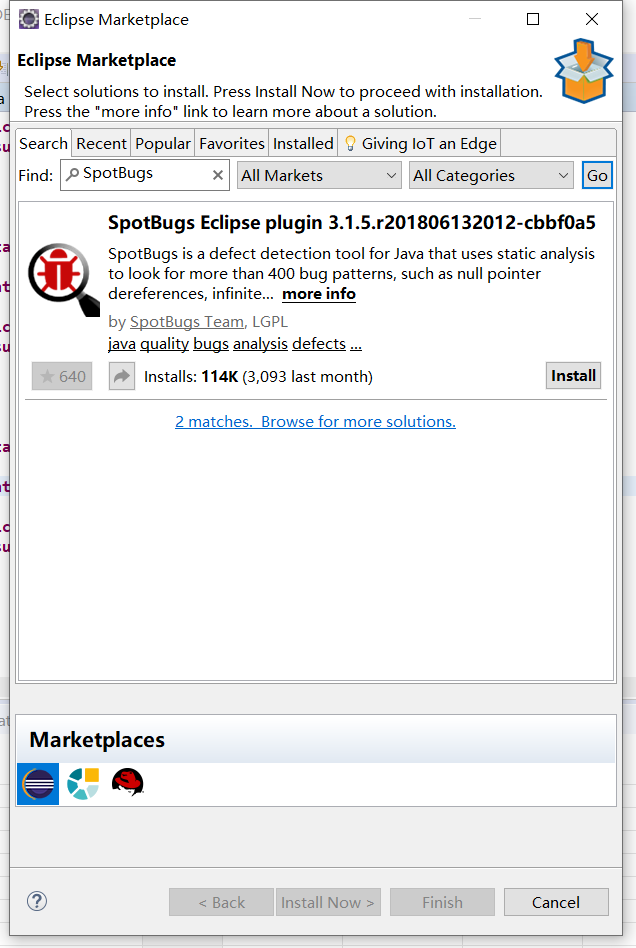 Eclipse Marketplace
Eclipse Marketplace
Select solutions to install. Press Install Now to proceed with installation.
Press the "more info" link to learn more about a solution.
Search Recent Popular Favorites Installed Giving IoT an Edge
Find: SpotBugs All Markets All Categories Go
SpotBugs Eclipse plugin 3.1.5.r201806132012-cbbf0a5
SpotBugs is a defect detection tool for Java that uses static analysis
to look for more than 400 bug patterns, such as null pointer
dereferences, infinite... more info
by SpotBugs Team, LGPL
java quality bugs analysis defects ...
640 Installs: 114K (3,093 last month) Install
2 matches. Browse for more solutions.
Marketplaces
< Back Install Now > Finish Cancel